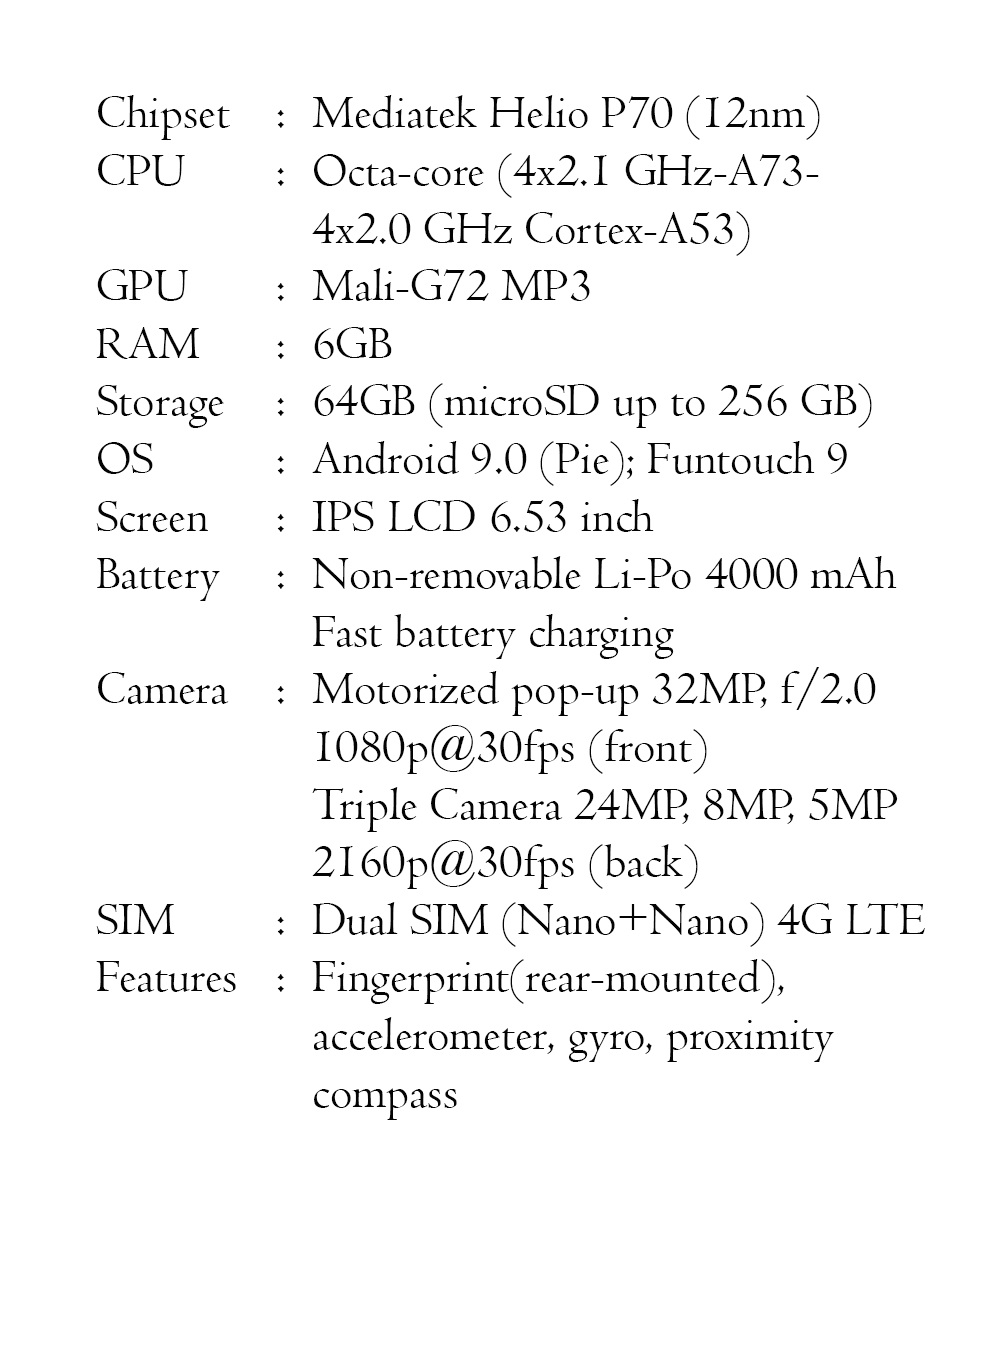 Chipset : Mediatek Helio P70 (12nm)
CPU : Octa-core (4x2.1 GHz-A73-
4x2.0 GHz Cortex-A53)
GPU : Mali-G72 MP3
RAM : 6GB
Storage : 64GB (microSD up to 256 GB)
OS : Android 9.0 (Pie); Funtouch 9
Screen : IPS LCD 6.53 inch
Battery : Non-removable Li-Po 4000 mAh
Fast battery charging
Camera : Motorized pop-up 32MP, f/2.0
1080p@30fps (front)
Triple Camera 24MP, 8MP, 5MP
2160p@30fps (back)
SIM : Dual SIM (Nano+Nano) 4G LTE
Features : Fingerprint(rear-mounted),
accelerometer, gyro, proximity
compass